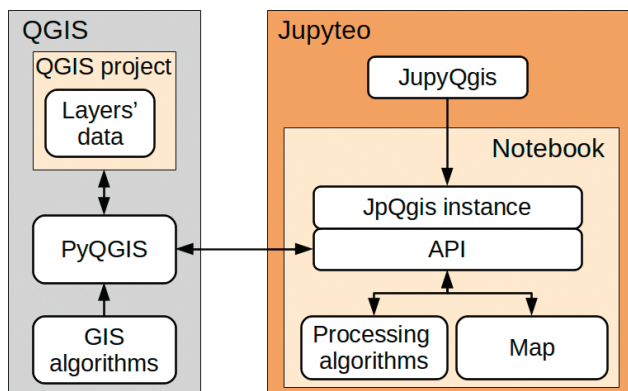 QGIS
QGIS project
Layers'
data
PyQGIS
GIS
algorithms
Jupyteo
JupyQgis
Notebook
JpQgis instance
API
Processing
algorithms
Map